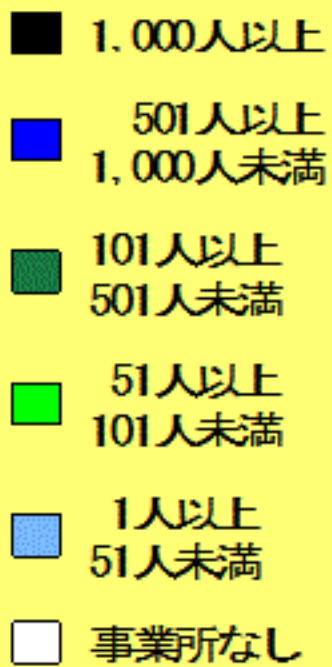 1,000人以上
501人以上
1,000人未満
101人以上
501人未満
51人以上
101人未満
1人以上
51人未満
事業所なし